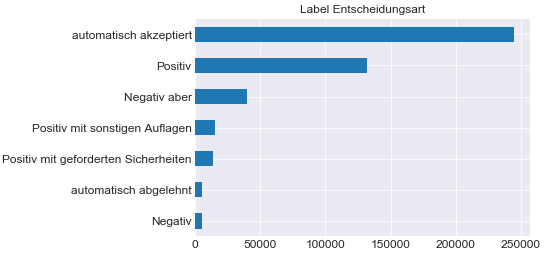 Label Entscheidungsart
automatisch akzeptiert
Positiv
Negativ aber
Positiv mit sonstigen Auflagen
Positiv mit geforderten Sicherheiten
automatisch abgelehnt
Negativ
0 50000 100000 150000 200000 250000